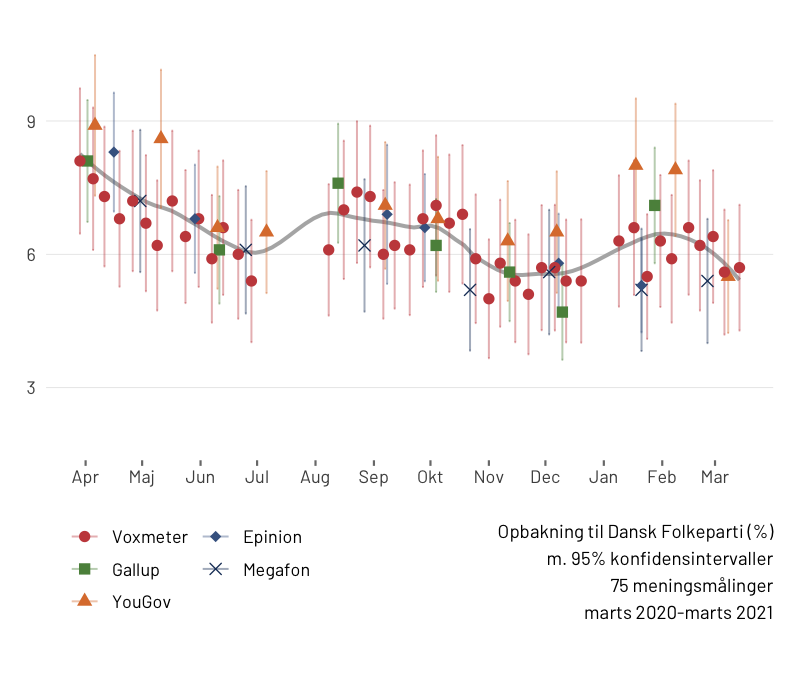 9
6
3
Apr Maj Jun Jul Aug Sep Okt Nov Dec Jan Feb Mar
Voxmeter Epinion
Gallup Megafon
YouGov
Opbakning til Dansk Folkeparti (%)
m. 95% konfidensintervaller
75 meningsmålinger
marts 2020-marts 2021